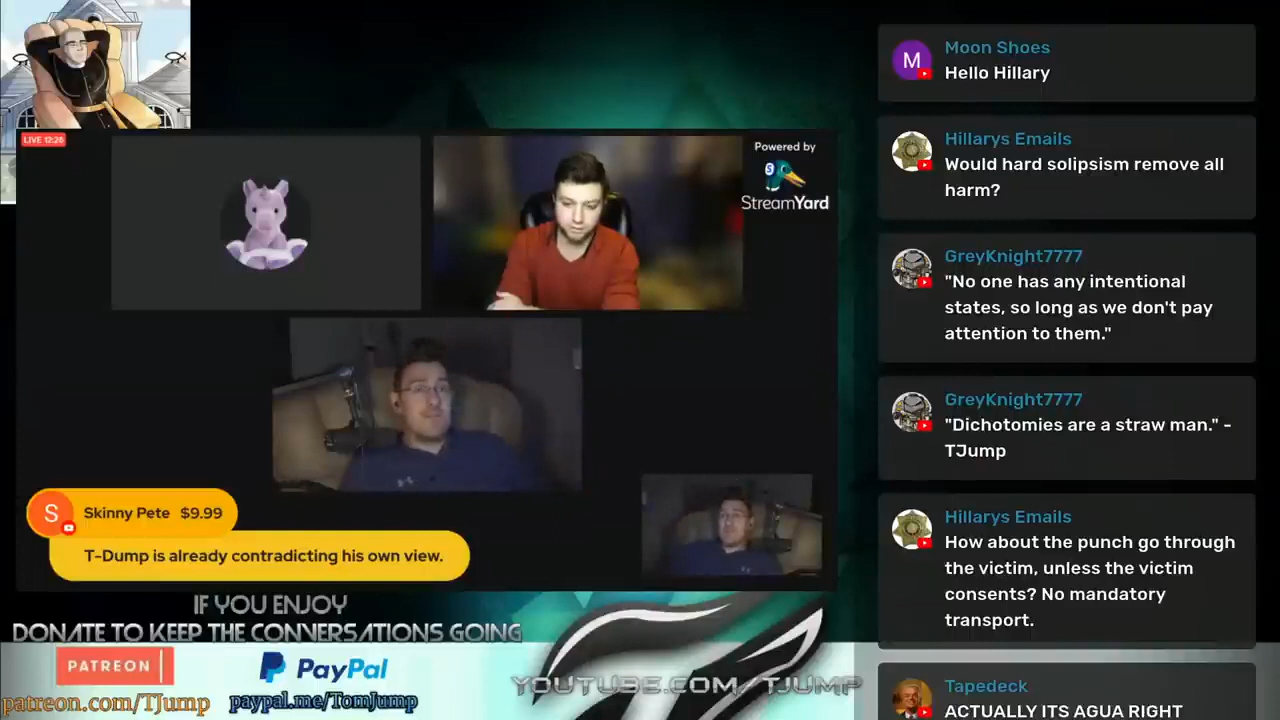 LIVE 12:26
Powered by
S
StreamYard
S
Skinny Pete $9.99
T-Dump is already contradicting his own view.
IF YOU ENJOY
DONATE TO KEEP THE CONVERSATIONS GOING
PATREON
PayPal
patreon.com/TJump
paypal.me/TomJump
YOUTUBE.COM/TJUMP
M
Moon Shoes
Hello Hillary
Hillarys Emails
Would hard solipsism remove all
harm?
GreyKnight7777
"No one has any intentional
states, so long as we don't pay
attention to them."
GreyKnight7777
"Dichotomies are a straw man." -
TJump
Hillarys Emails
How about the punch go through
the victim, unless the victim
consents? No mandatory
transport.
Tapedeck
ACTUALLY ITS AGUA RIGHT